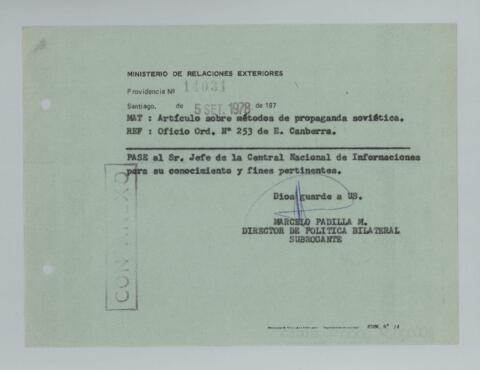 MINISTERIO DE RELACIONES EXTERIORES
Providencia Nº 14031
Santiago, de 5 SET. 1978 de 197
MAT : Artículo sobre métodos de propaganda soviética.
REF : Oficio Ord. Nº 253 de E. Canberra.
PASE al Sr. Jefe de la Central Nacional de Informaciones
para su conocimiento y fines pertinentes.
Dios guarde a US.
MARCELO PADILLA M.
DIRECTOR DE POLITICA BILATERAL
SUBROGANTE
CON ANEXO